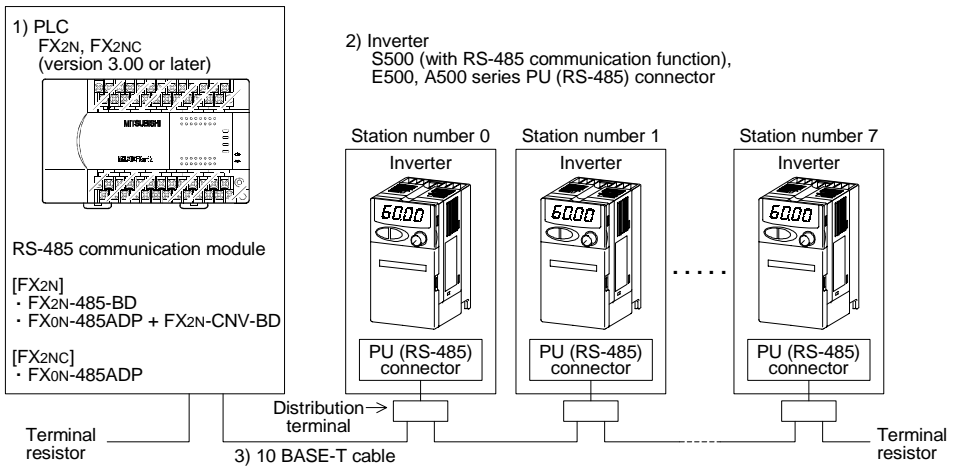 1) PLC
FX2N, FX2NC
(version 3.00 or later)
MITSUBISHI
RS-485 communication module
[FX2N]
· FX2N-485-BD
· FX0N-485ADP + FX2N-CNV-BD
[FX2NC]
· FX0N-485ADP
2) Inverter
S500 (with RS-485 communication function),
E500, A500 series PU (RS-485) connector
Station number 0
Inverter
60.00
PU (RS-485)
connector
Station number 1
Inverter
60.00
PU (RS-485)
connector
.....
Station number 7
Inverter
60.00
PU (RS-485)
connector
Distribution
terminal
Terminal
resistor
3) 10 BASE-T cable
Terminal
resistor